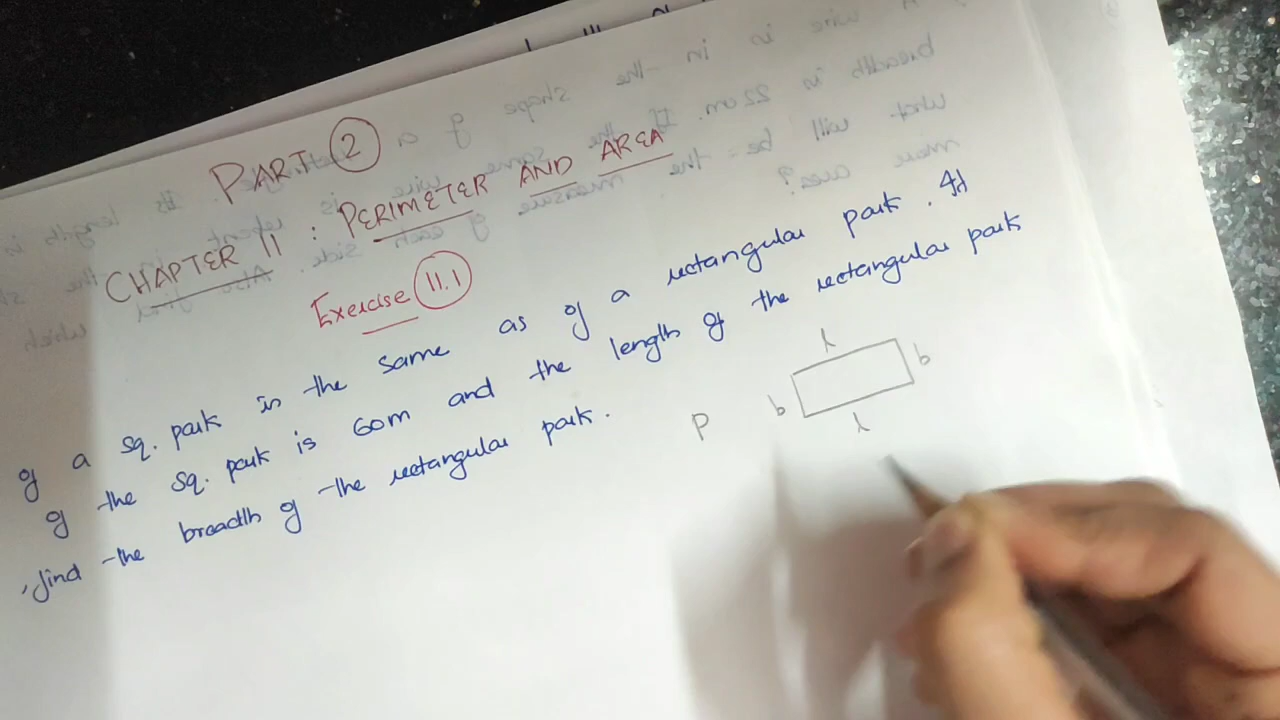 PART ②
CHAPTER 11 : PERIMETER AND AREA
Exercise 11.1
of a sq. park is the same as of a rectangular park. If
of the sq. park is 60m and the length of the rectangular park
, find the breadth of the rectangular park.
l
b
b
l
P